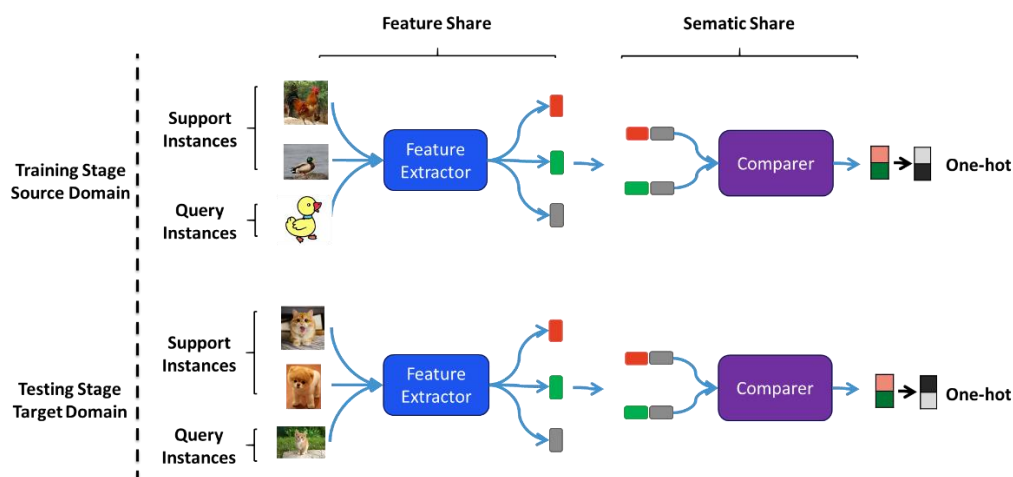 Feature Share
Sematic Share
Support
Instances
Feature
Extractor
Comparer
One-hot
Training Stage
Source Domain
Query
Instances
Support
Instances
Feature
Extractor
Comparer
One-hot
Testing Stage
Target Domain
Query
Instances